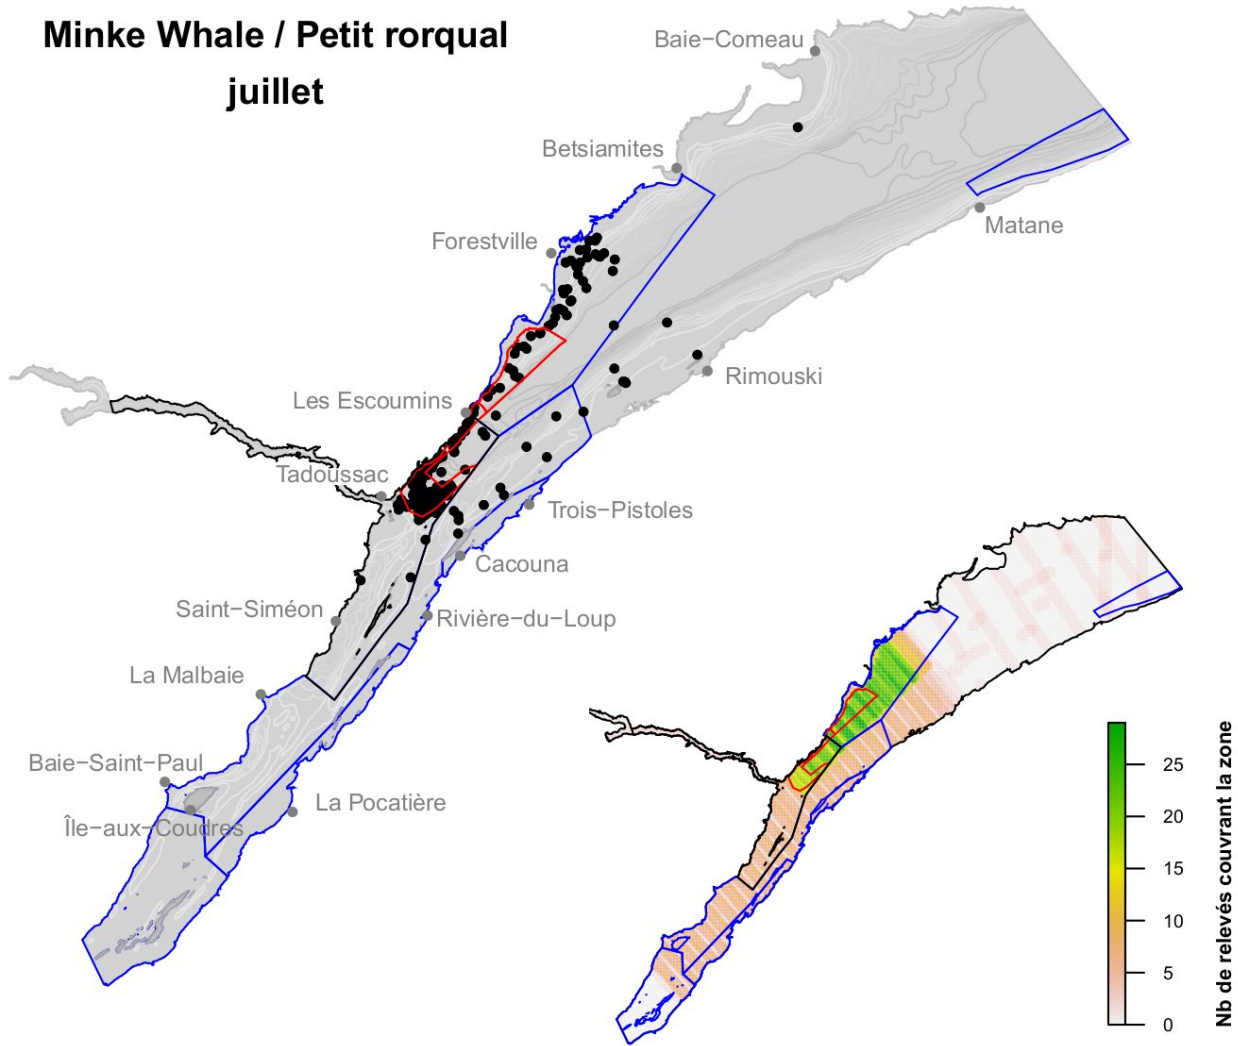 Minke Whale / Petit rorqual
juillet
Baie−Comeau
Betsiamites
Matane
Forestville
Rimouski
Les Escoumins
Tadoussac
Trois−Pistoles
Cacouna
Saint−Siméon
Rivière−du−Loup
La Malbaie
Baie−Saint−Paul
La Pocatière
Île−aux−Coudres
25
20
15
10
5
0
Nb de relevés couvrant la zone